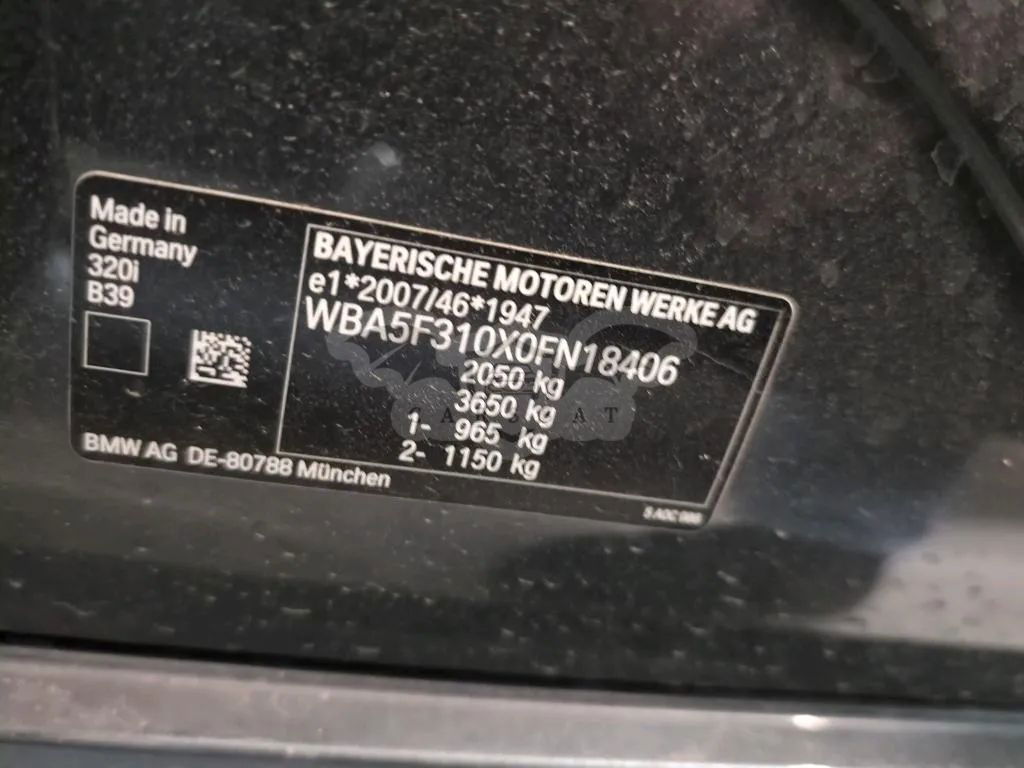 Made in
Germany
320i
B39
BAYERISCHE MOTOREN WERKE AG
e1*2007/46*1947
WBA5F310X0FN18406
2050 kg
3650 kg
1- 965 kg
2- 1150 kg
BMW AG DE-80788 München